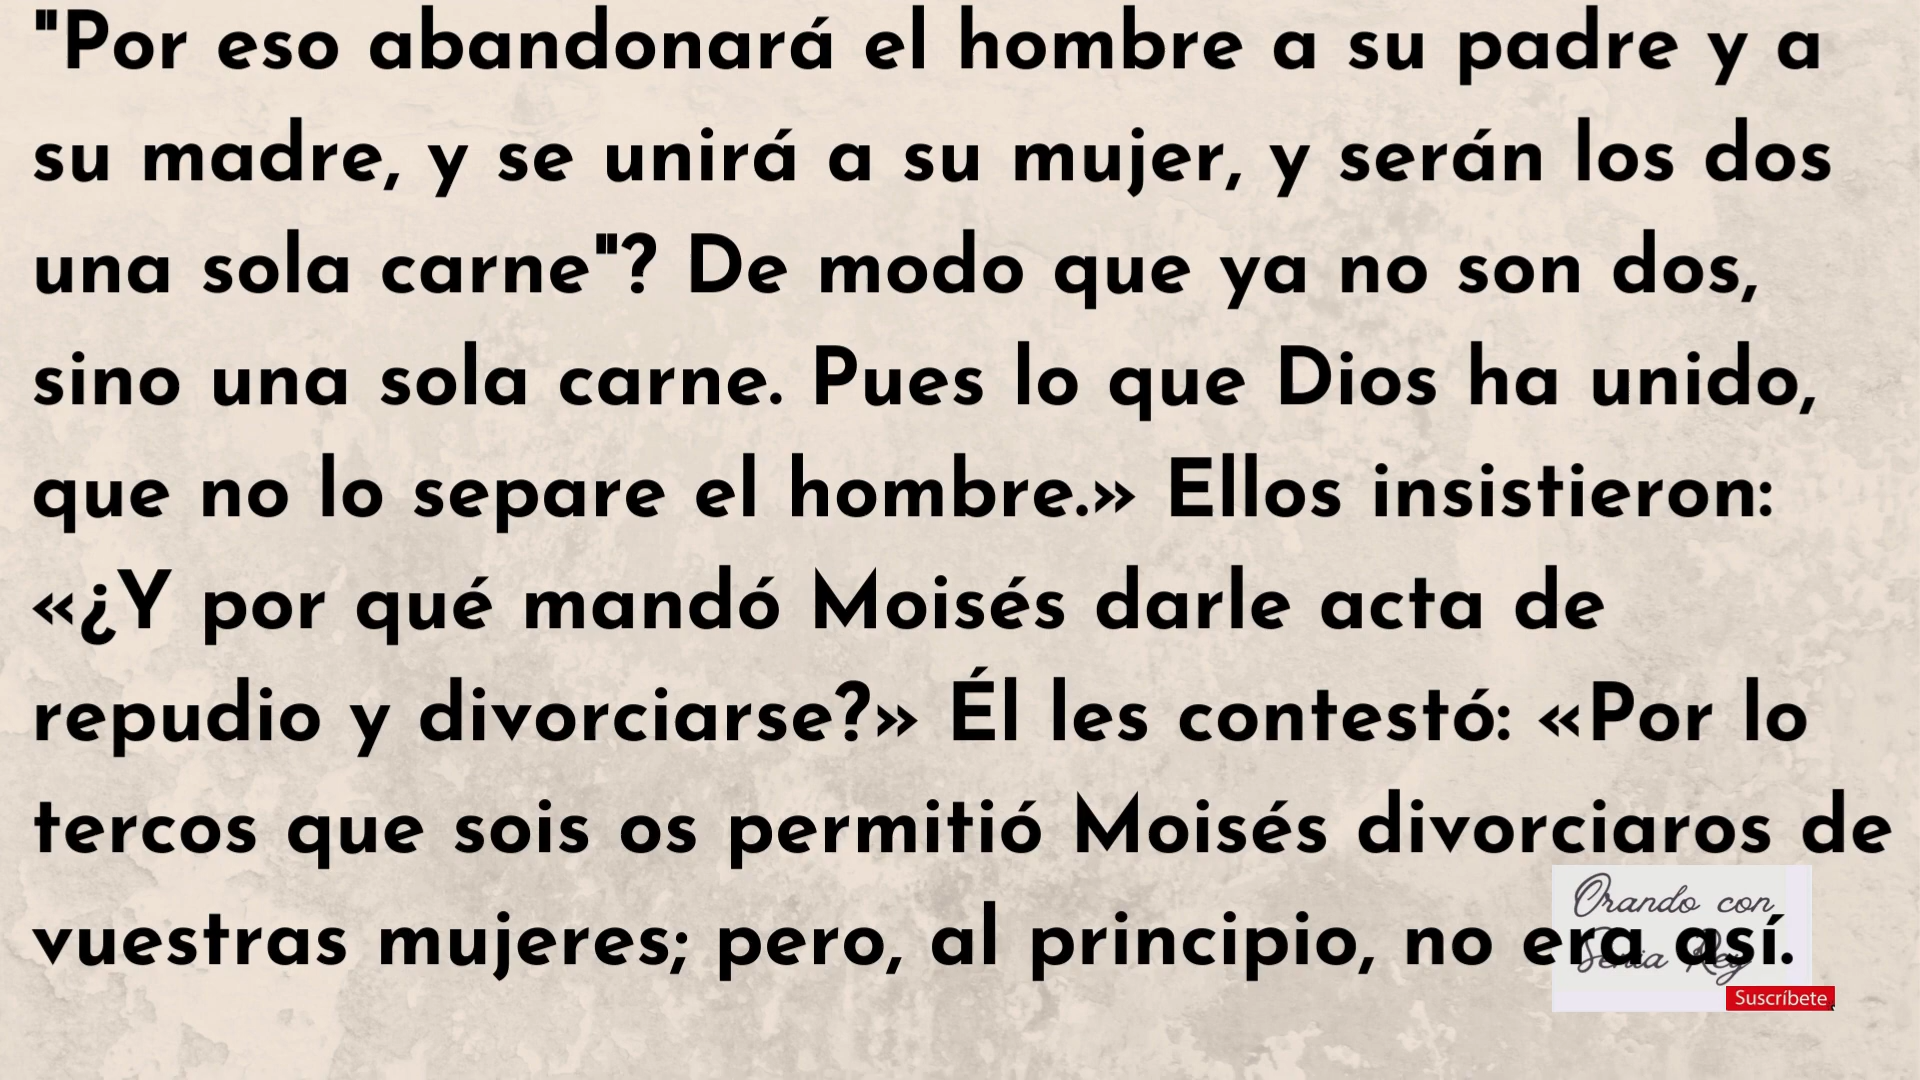 "Por eso abandonará el hombre a su padre y a
su madre, y se unirá a su mujer, y serán los dos
una sola carne"? De modo que ya no son dos,
sino una sola carne. Pues lo que Dios ha unido,
que no lo separe el hombre.» Ellos insistieron:
«¿Y por qué mandó Moisés darle acta de
repudio y divorciarse?» Él les contestó: «Por lo
tercos que sois os permitió Moisés divorciaros de
vuestras mujeres; pero, al principio, no era así.
Orando con
Senia Rey
Suscríbete